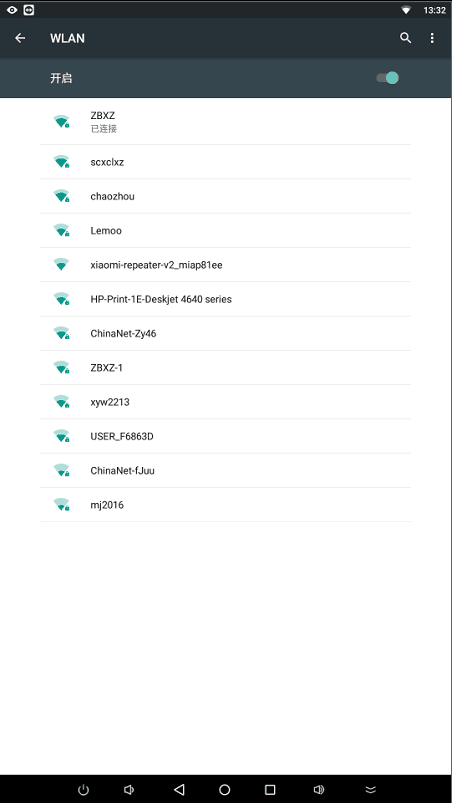 13:32
WLAN
开启
ZBXZ
已连接
scxclxz
chaozhou
Lemoo
xiaomi-repeater-v2_miap81ee
HP-Print-1E-Deskjet 4640 series
ChinaNet-Zy46
ZBXZ-1
xyw2213
USER_F6863D
ChinaNet-fJuu
mj2016